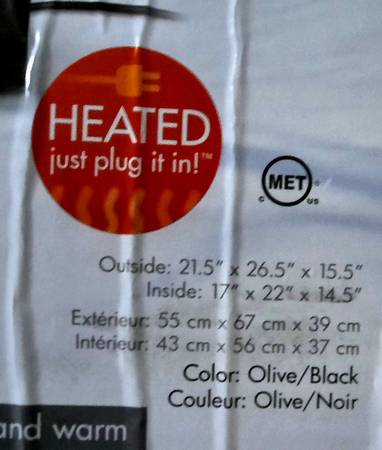 HEATED
just plug it in!™
MET
c us
Outside: 21.5" x 26.5" x 15.5"
Inside: 17" x 22" x 14.5"
Extérieur: 55 cm x 67 cm x 39 cm
Intérieur: 43 cm x 56 cm x 37 cm
Color: Olive/Black
Couleur: Olive/Noir
and warm